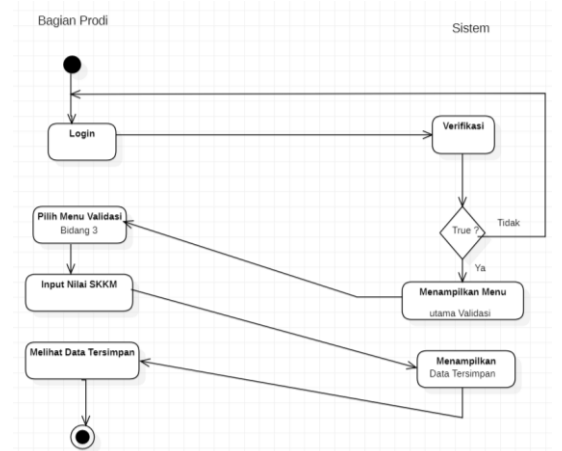 Bagian Prodi
Sistem
Login
Verifikasi
Pilih Menu Validasi
Bidang 3
True ?
Tidak
Ya
Input Nilai SKKM
Menampilkan Menu
utama Validasi
Melihat Data Tersimpan
Menampilkan
Data Tersimpan